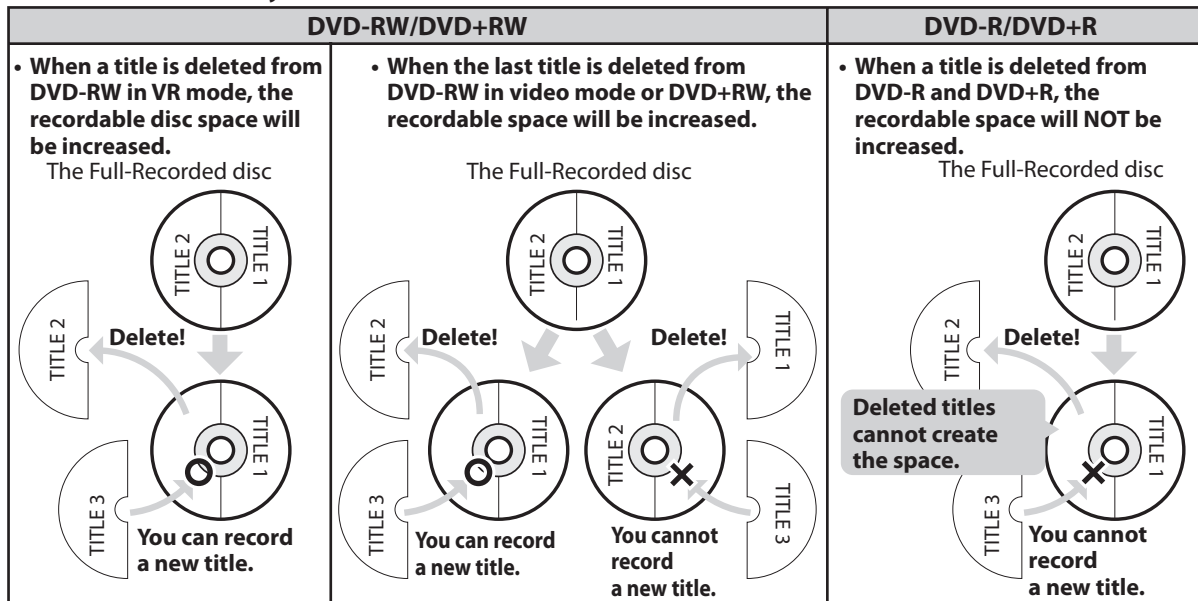 DVD-RW/DVD+RW
DVD-R/DVD+R
• When a title is deleted from
DVD-RW in VR mode, the
recordable disc space will
be increased.
The Full-Recorded disc
TITLE 2
TITLE 1
TITLE 2
Delete!
TITLE 1
TITLE 3
You can record
a new title.
• When the last title is deleted from
DVD-RW in video mode or DVD+RW, the
recordable space will be increased.
The Full-Recorded disc
TITLE 2
TITLE 1
TITLE 2
Delete!
TITLE 1
TITLE 3
You can record
a new title.
Delete!
TITLE 1
TITLE 2
TITLE 3
You cannot
record
a new title.
• When a title is deleted from
DVD-R and DVD+R, the
recordable space will NOT be
increased.
The Full-Recorded disc
TITLE 2
TITLE 1
TITLE 2
Delete!
Deleted titles
cannot create
the space.
TITLE 1
TITLE 3
You cannot
record
a new title.